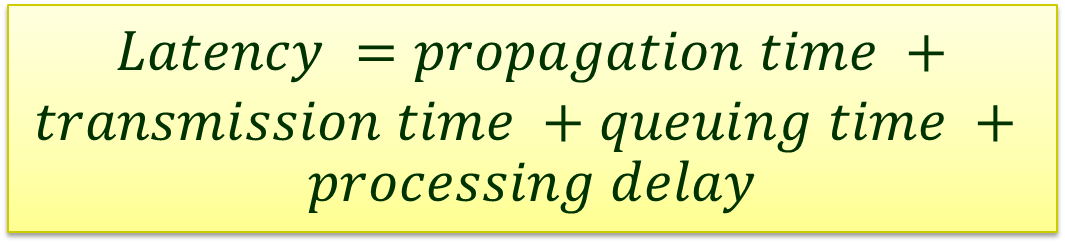 Latency = propagation time +
transmission time + queuing time +
processing delay